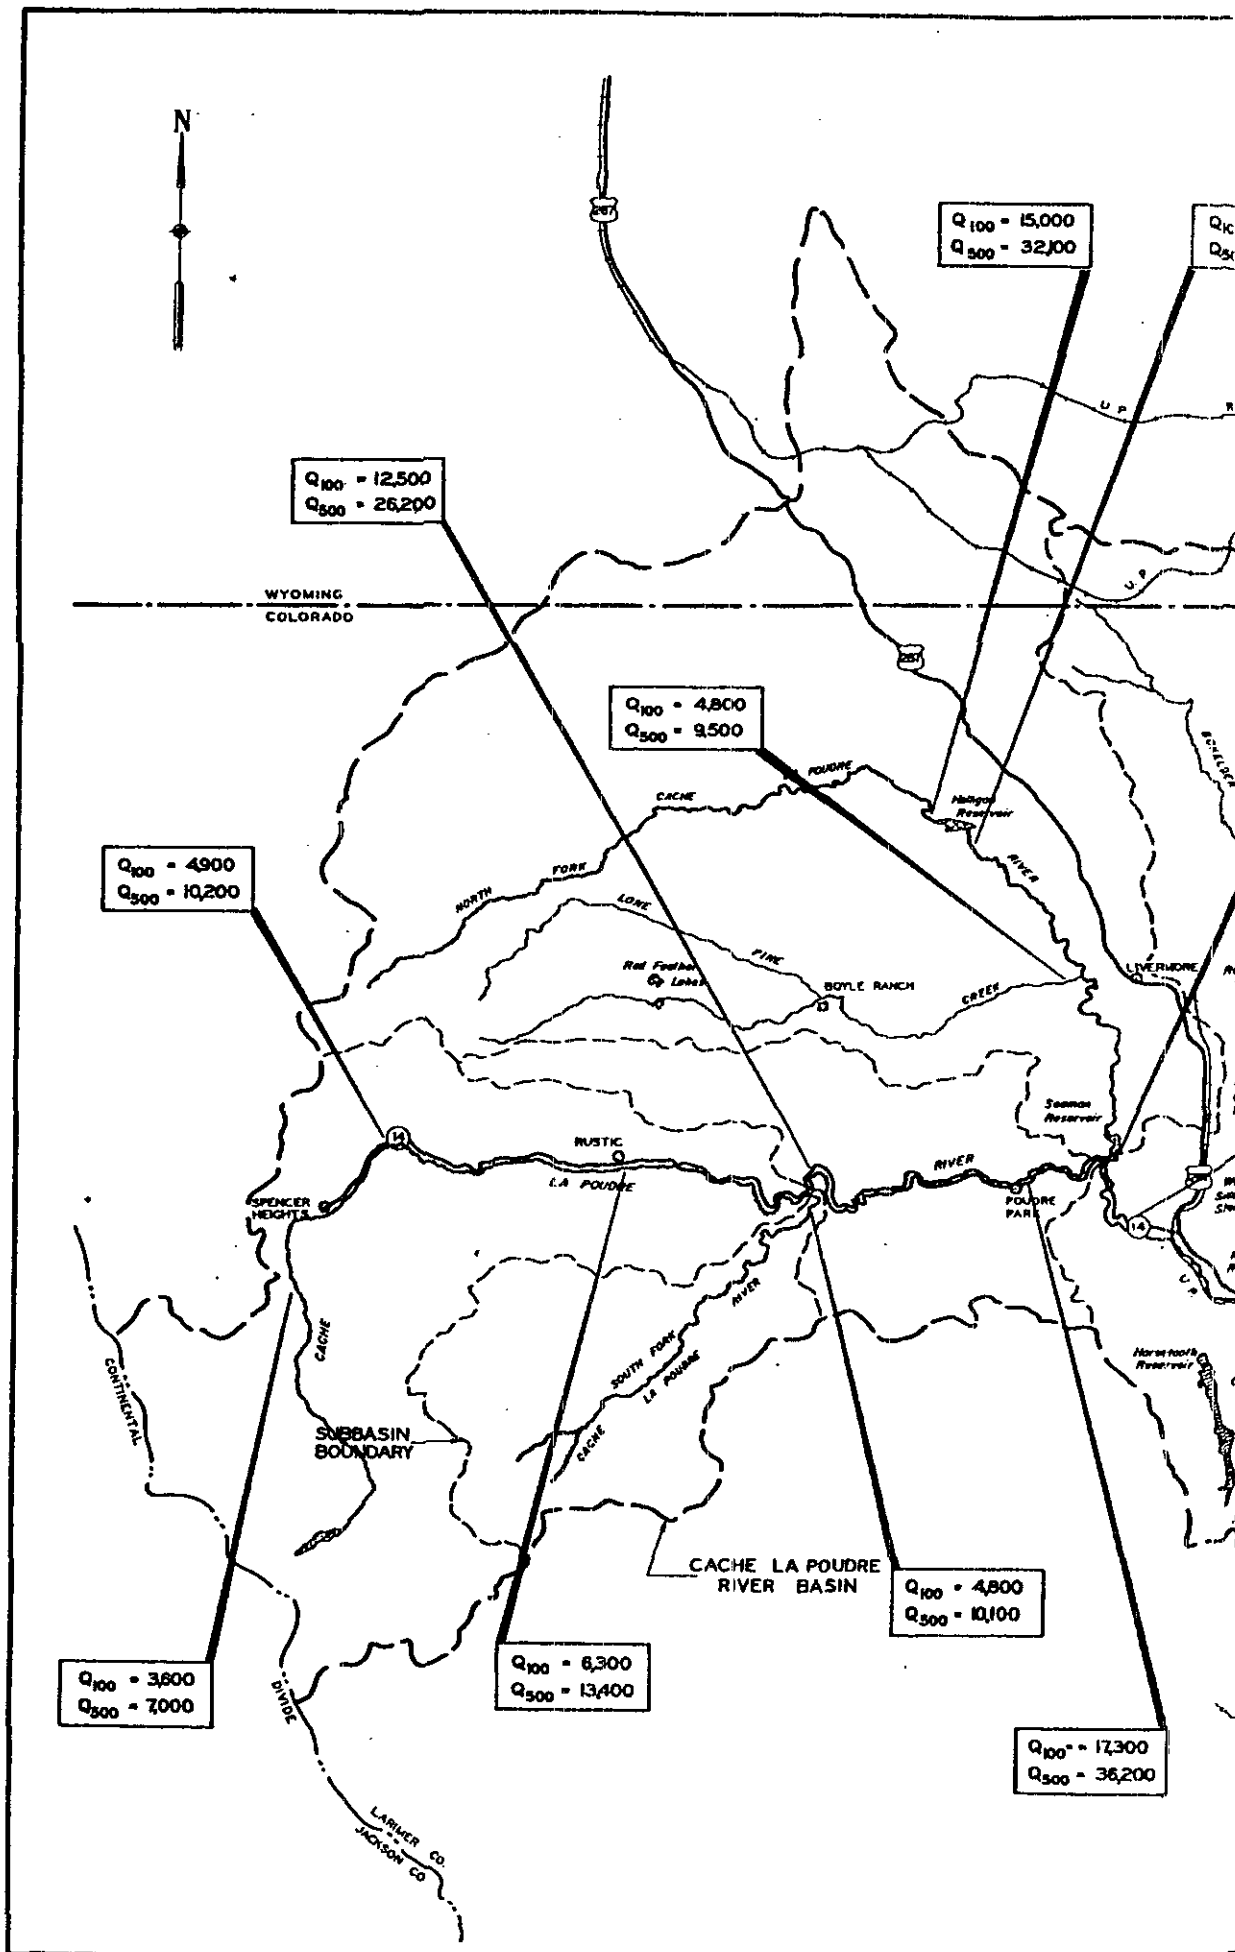 N
287
Q100 = 15,000
Q500 = 32,100
U.P.
Q100 = 12,500
Q500 = 26,200
U.P.
WYOMING
COLORADO
287
Q100 = 4,800
Q500 = 9,500
BOXELDER
POUDRE
CACHE
Halligan
Reservoir
RIVER
FORK
NORTH
Q100 = 4,900
Q500 = 10,200
LONE
PINE
CREEK
Red Feather
Lakes
BOYLE RANCH
LIVERMORE
Seaman
Reservoir
14
RUSTIC
LA POUDRE
RIVER
SPENCER
HEIGHTS
POUDRE
PARK
14
U.P.
CACHE
RIVER
SOUTH FORK
LA POUDRE
CACHE
Horsetooth
Reservoir
CONTINENTAL
SUBBASIN
BOUNDARY
CACHE LA POUDRE
RIVER BASIN
Q100 = 4,800
Q500 = 10,100
Q100 = 3,600
Q500 = 7,000
Q100 = 6,300
Q500 = 13,400
DIVIDE
Q100 = 17,300
Q500 = 36,200
LARIMER CO.
JACKSON CO